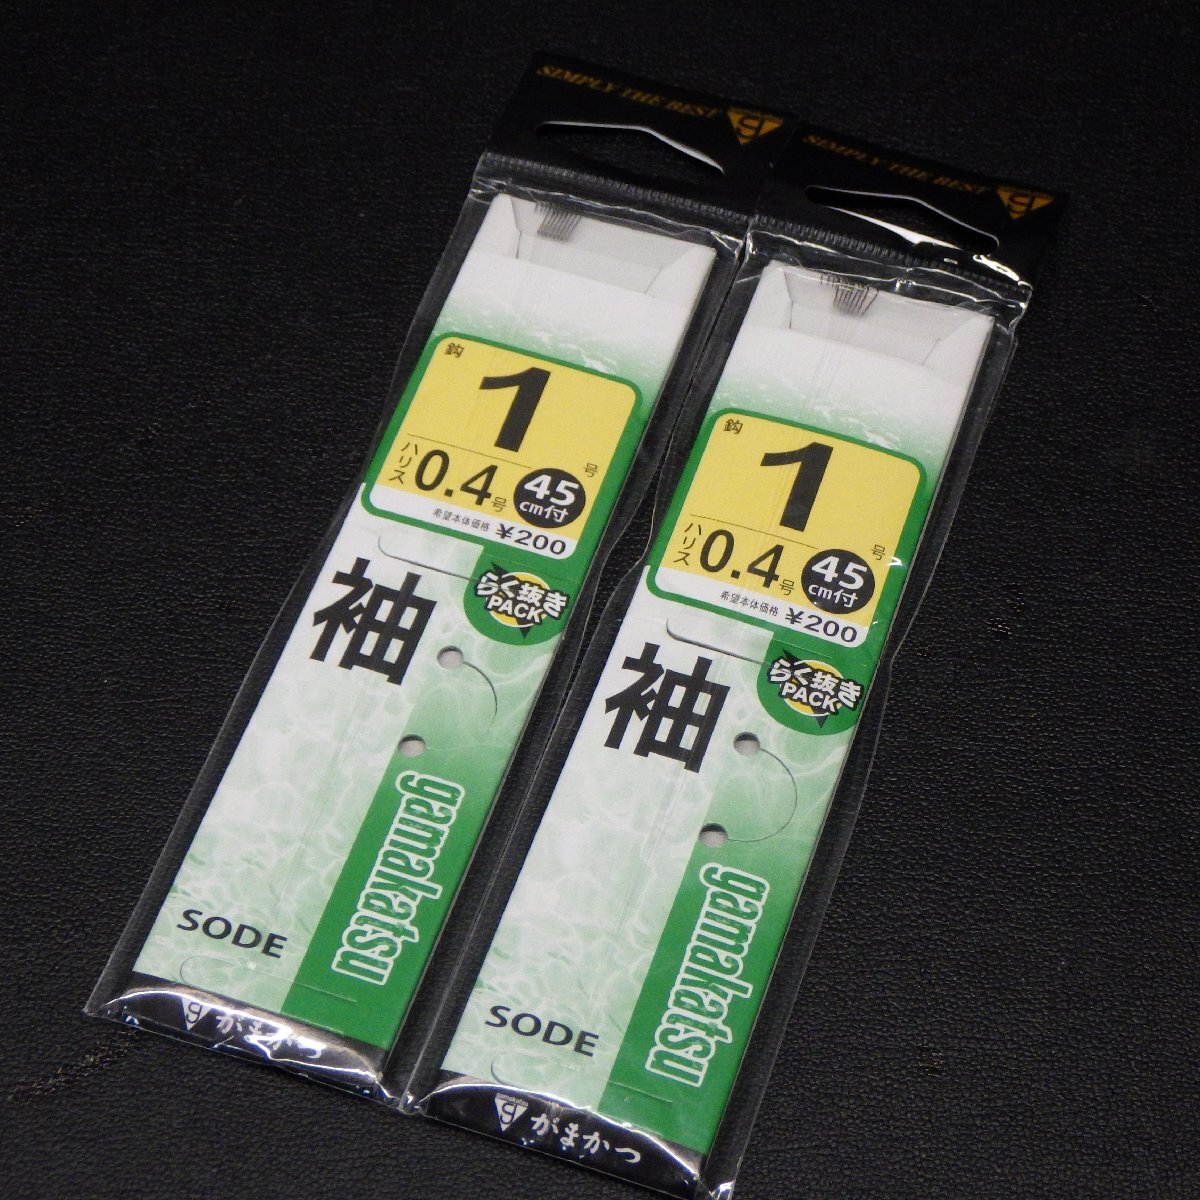 SIMPLY THE BEST
鈎
1
号
ハリス
0.4
号
45
cm付
希望本体価格
¥200
らく抜き
PACK
袖
gamakatsu
SODE
がまかつ
SIMPLY THE BEST
鈎
1
号
ハリス
0.4
号
45
cm付
希望本体価格
¥200
らく抜き
PACK
袖
gamakatsu
SODE
gamakatsu
がまかつ